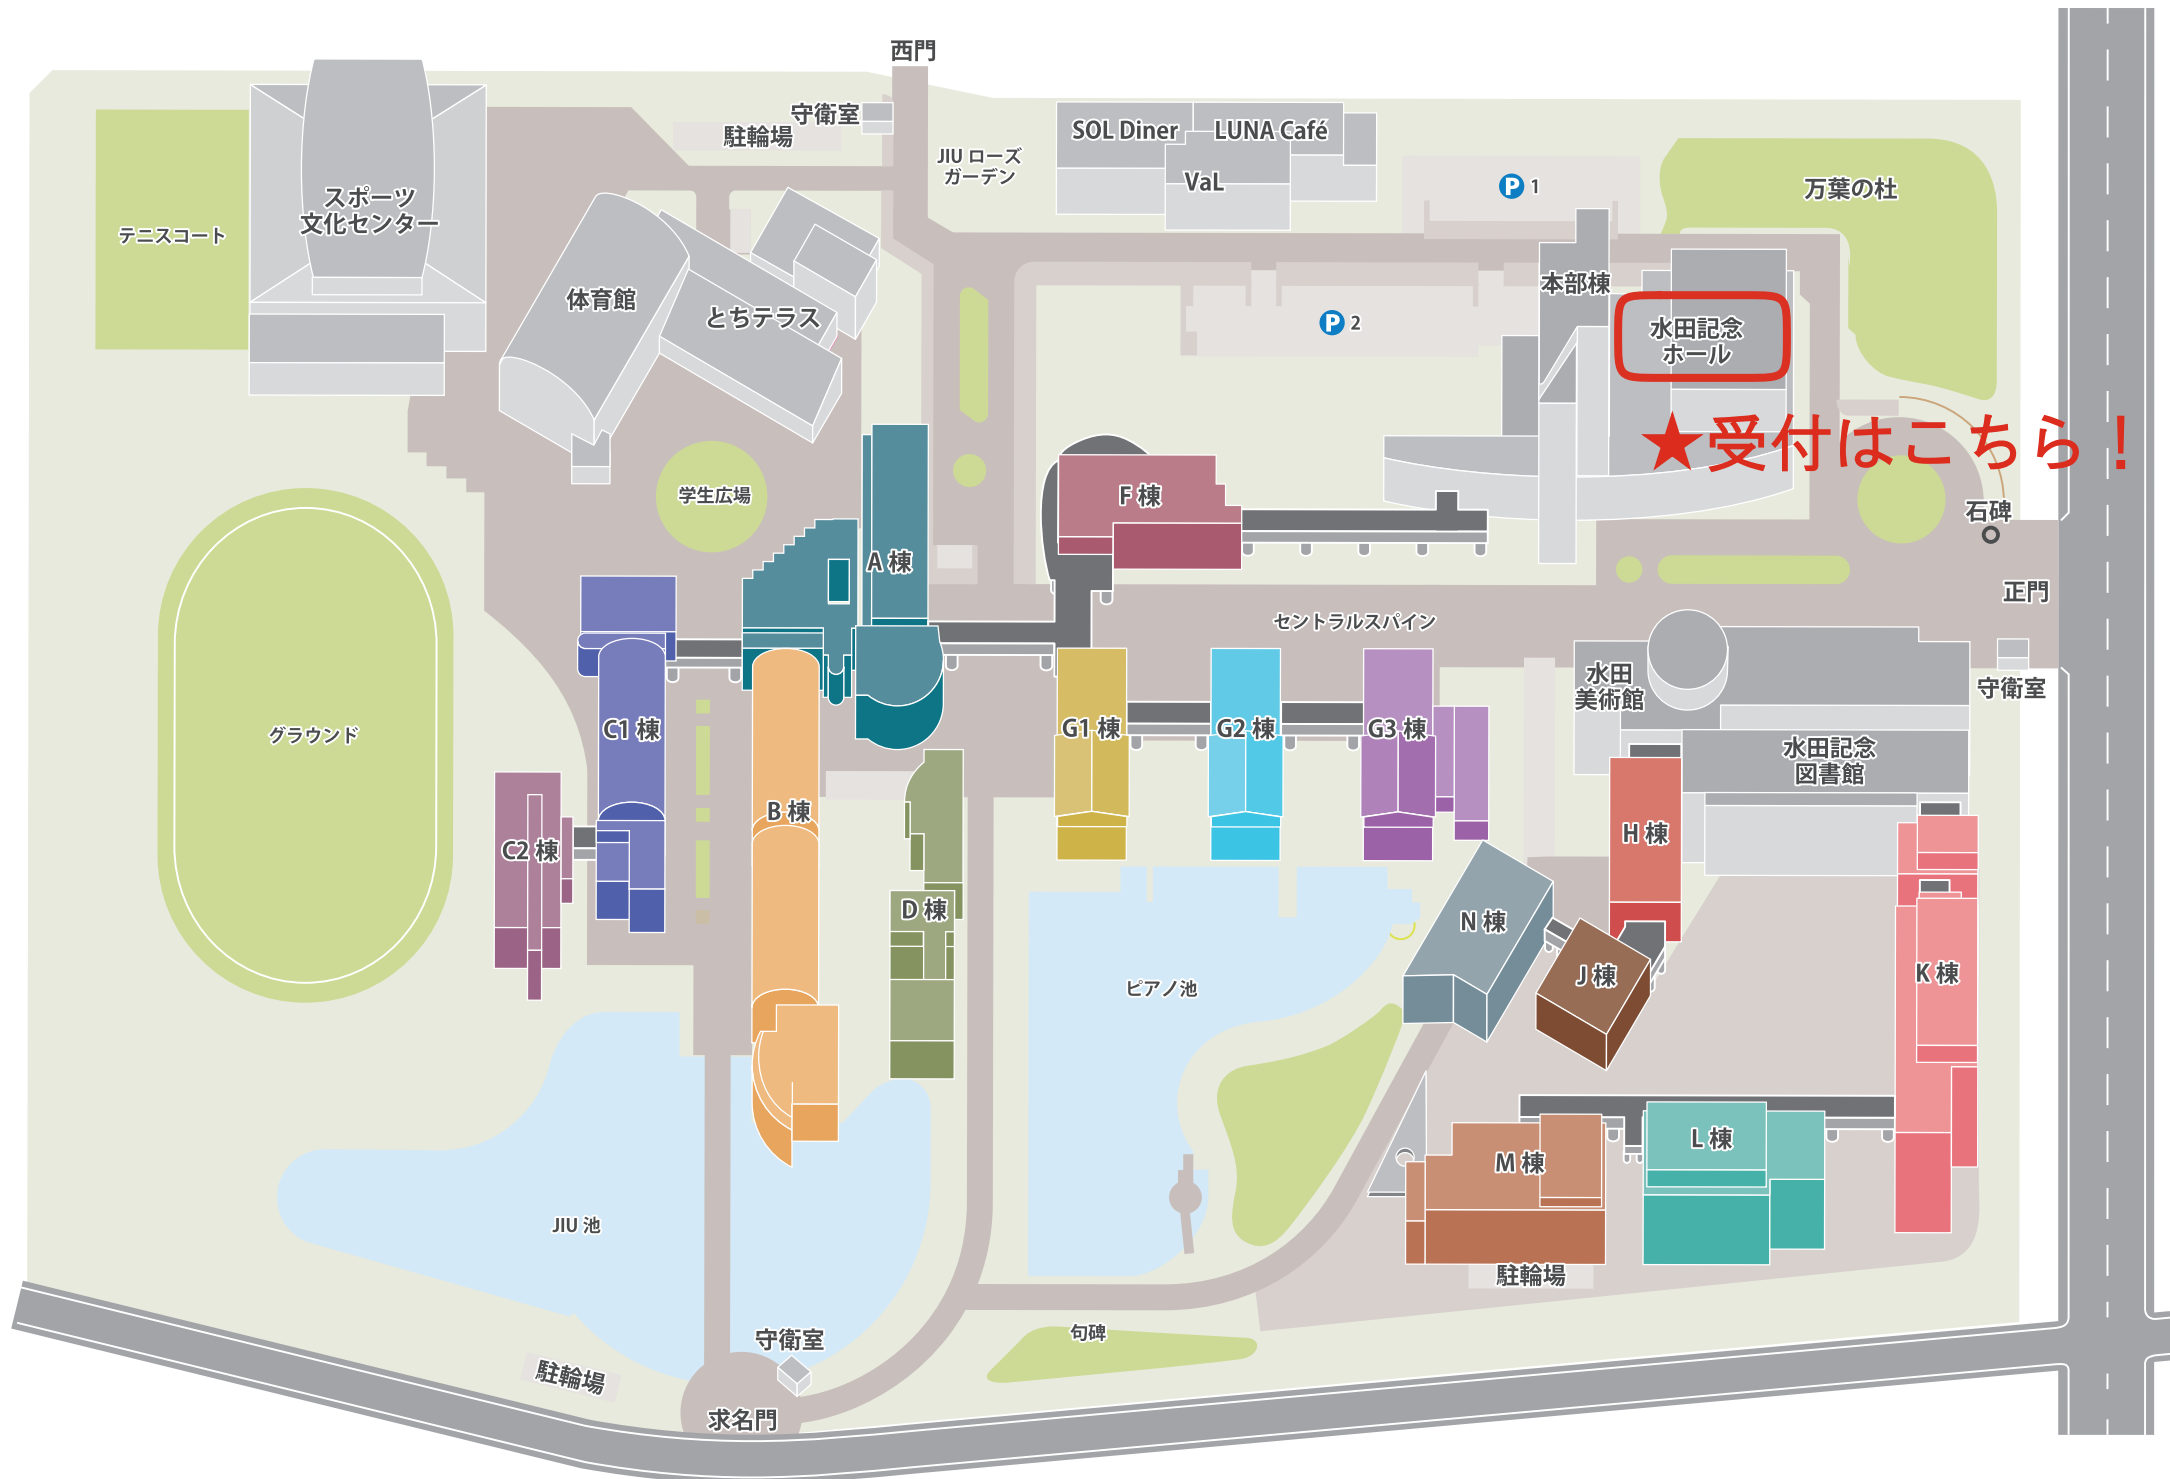 西門
守衛室
駐輪場
JIU ローズ
ガーデン
SOL Diner
LUNA Café
VaL
P 1
万葉の杜
スポーツ
文化センター
テニスコート
体育館
とちテラス
P 2
本部棟
水田記念
ホール
★受付はこちら！
学生広場
F 棟
石碑
A 棟
正門
セントラルスパイン
水田
美術館
守衛室
グラウンド
C1 棟
G1 棟
G2 棟
G3 棟
水田記念
図書館
B 棟
H 棟
C2 棟
D 棟
N 棟
J 棟
K 棟
ピアノ池
L 棟
M 棟
JIU 池
駐輪場
句碑
守衛室
駐輪場
求名門